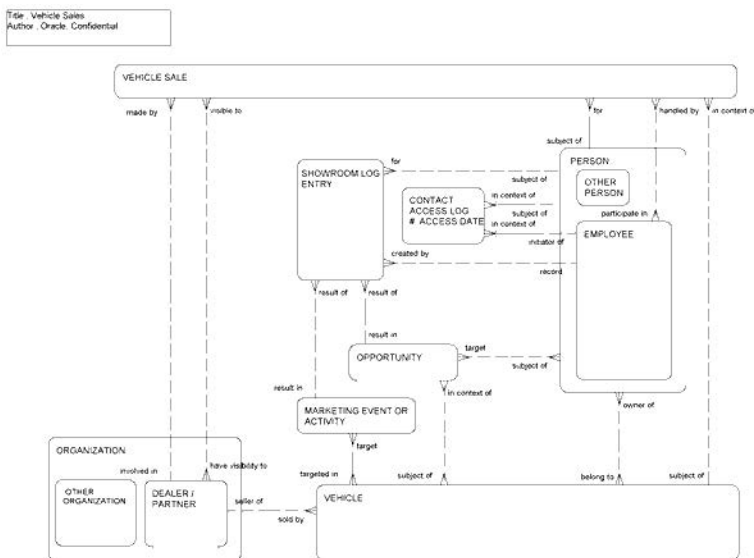 Title . Vehicle Sales
Author . Oracle. Confidential
VEHICLE SALE
made by
visible to
for
handled by
in context of
subject of
for
PERSON
SHOWROOM LOG
ENTRY
subject of
OTHER
PERSON
in context of
CONTACT
ACCESS LOG
# ACCESS DATE
subject of
in context of
participate in
initiator of
EMPLOYEE
created by
record
result of
result of
result in
target
OPPORTUNITY
subject of
result in
in context of
MARKETING EVENT OR
ACTIVITY
owner of
target
ORGANIZATION
involved in
have visibility to
targeted in
subject of
belong to
subject of
OTHER
ORGANIZATION
DEALER /
PARTNER
seller of
sold by
VEHICLE